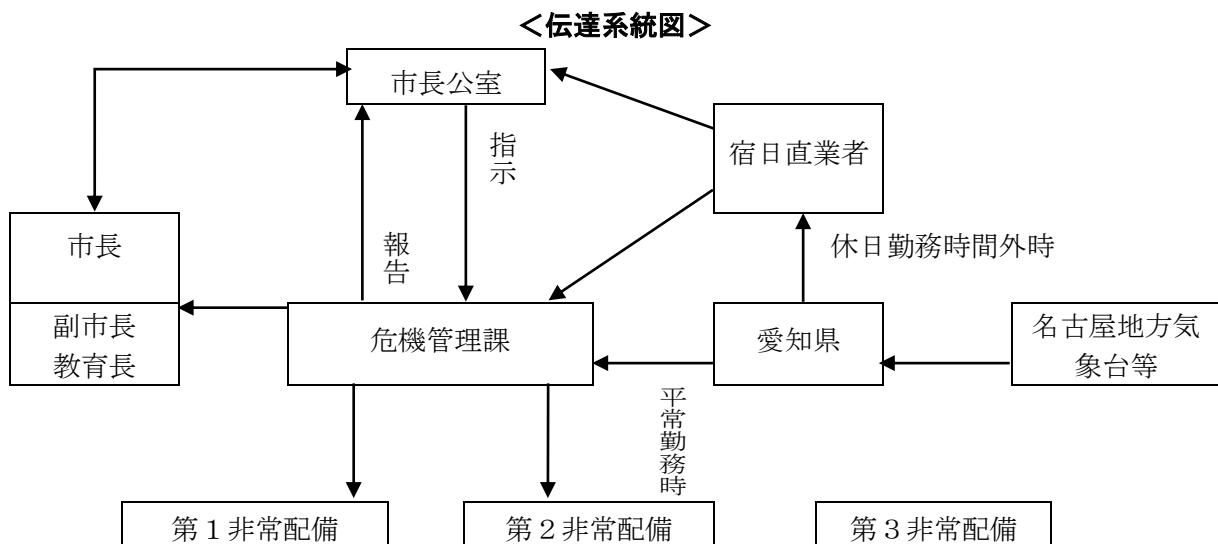 ＜伝達系統図＞
市長公室
指示
宿日直業者
市長
報告
休日勤務時間外時
副市長
教育長
危機管理課
愛知県
名古屋地方気
象台等
平常勤務時
第１非常配備
第２非常配備
第３非常配備